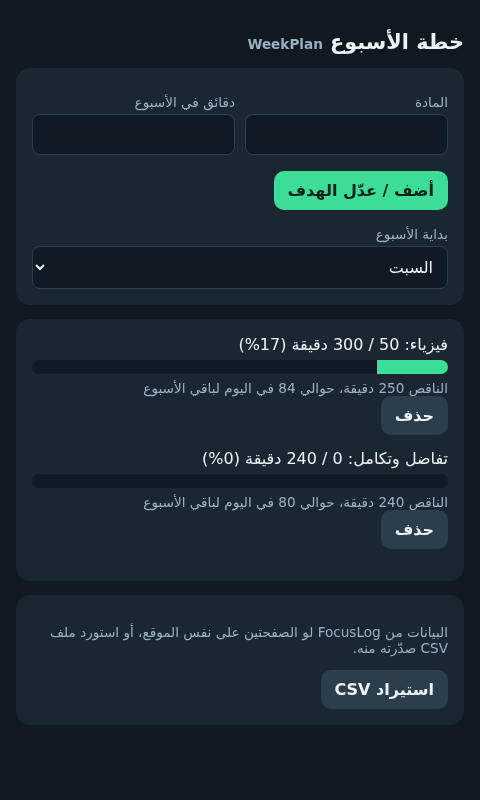 خطة الأسبوع WeekPlan
المادة
دقائق في الأسبوع
أضف / عدّل الهدف
بداية الأسبوع
السبت
فيزياء: 50 / 300 دقيقة (17%)
الناقص 250 دقيقة، حوالي 84 في اليوم لباقي الأسبوع
حذف
تفاضل وتكامل: 0 / 240 دقيقة (0%)
الناقص 240 دقيقة، حوالي 80 في اليوم لباقي الأسبوع
حذف
البيانات من FocusLog لو الصفحتين على نفس الموقع، أو استورد ملف
CSV صدّرته منه.
استيراد CSV